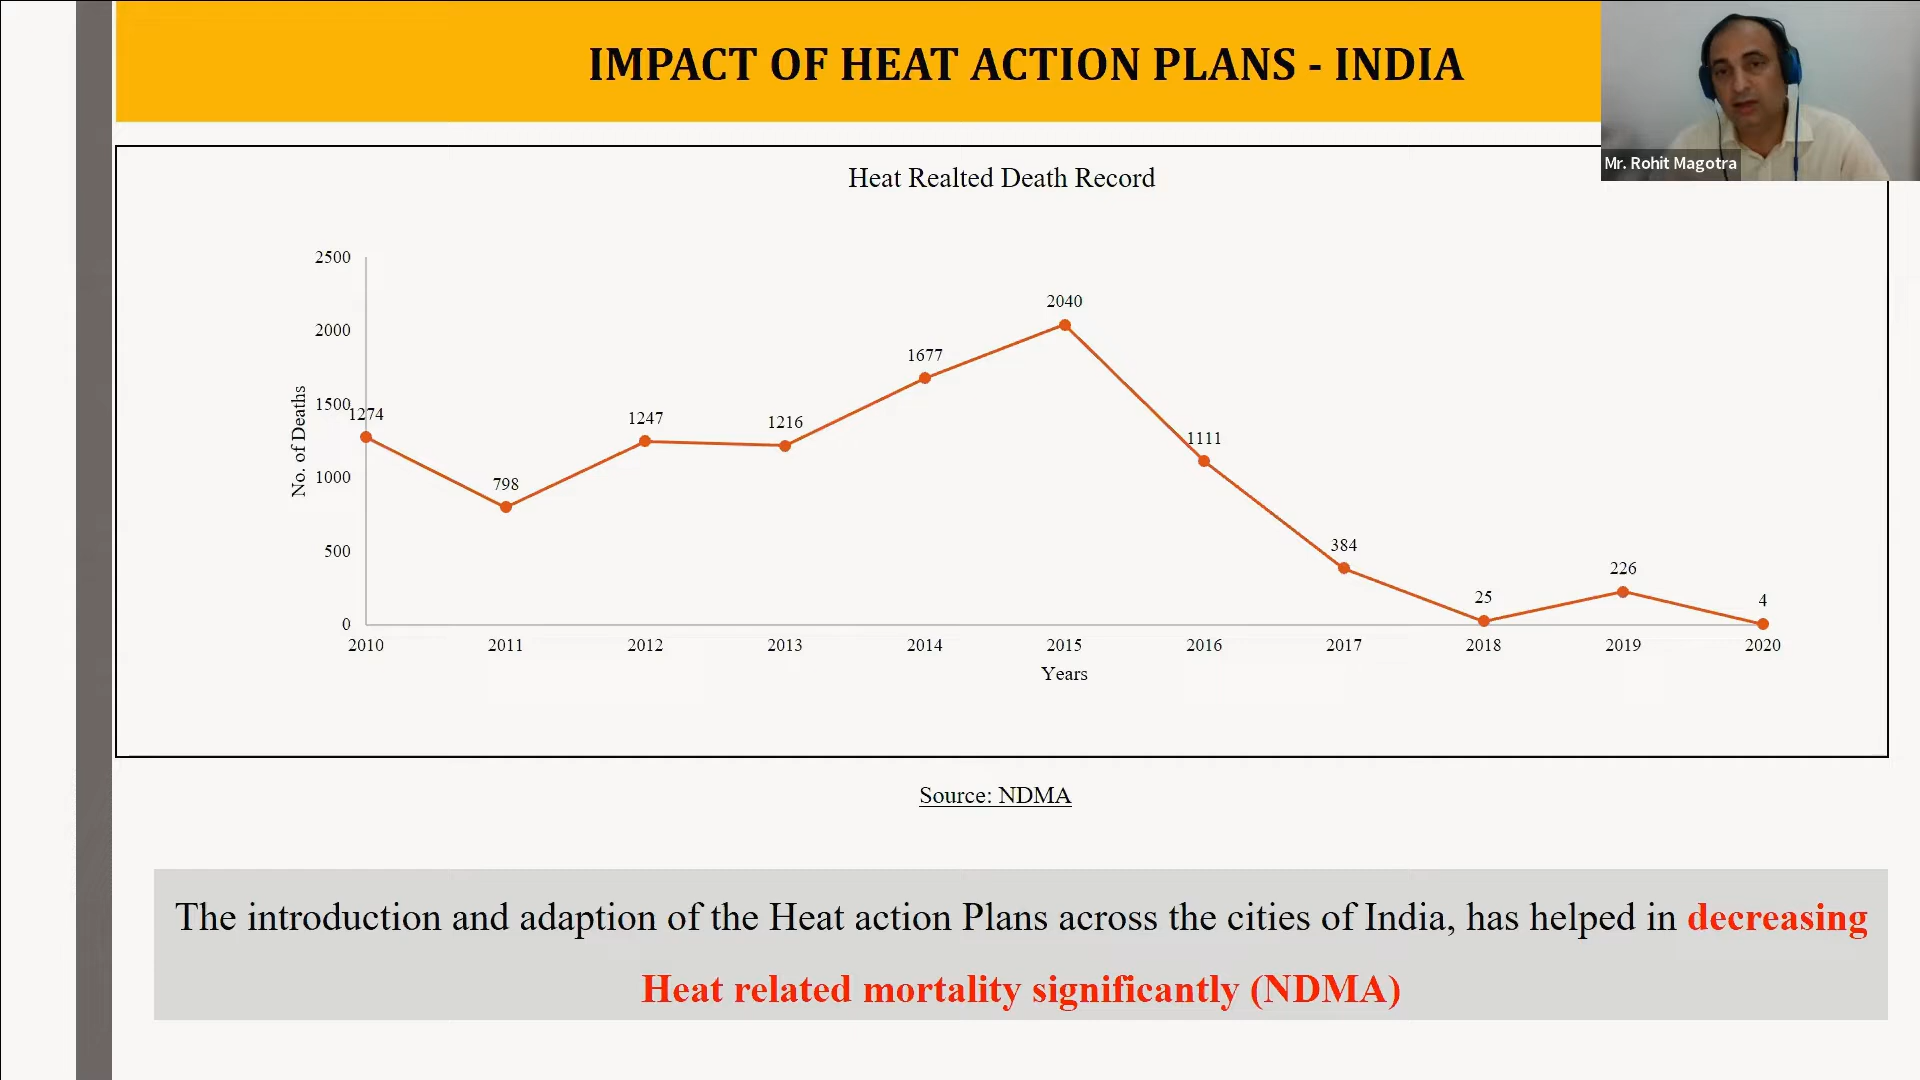 IMPACT OF HEAT ACTION PLANS - INDIA
Mr. Rohit Magotra
Heat Realted Death Record
2500
2000
1500
1000
500
0
No. of Deaths
1274
798
1247
1216
1677
2040
1111
384
25
226
4
2010 2011 2012 2013 2014 2015 2016 2017 2018 2019 2020
Years
Source: NDMA
The introduction and adaption of the Heat action Plans across the cities of India, has helped in decreasing
Heat related mortality significantly (NDMA)